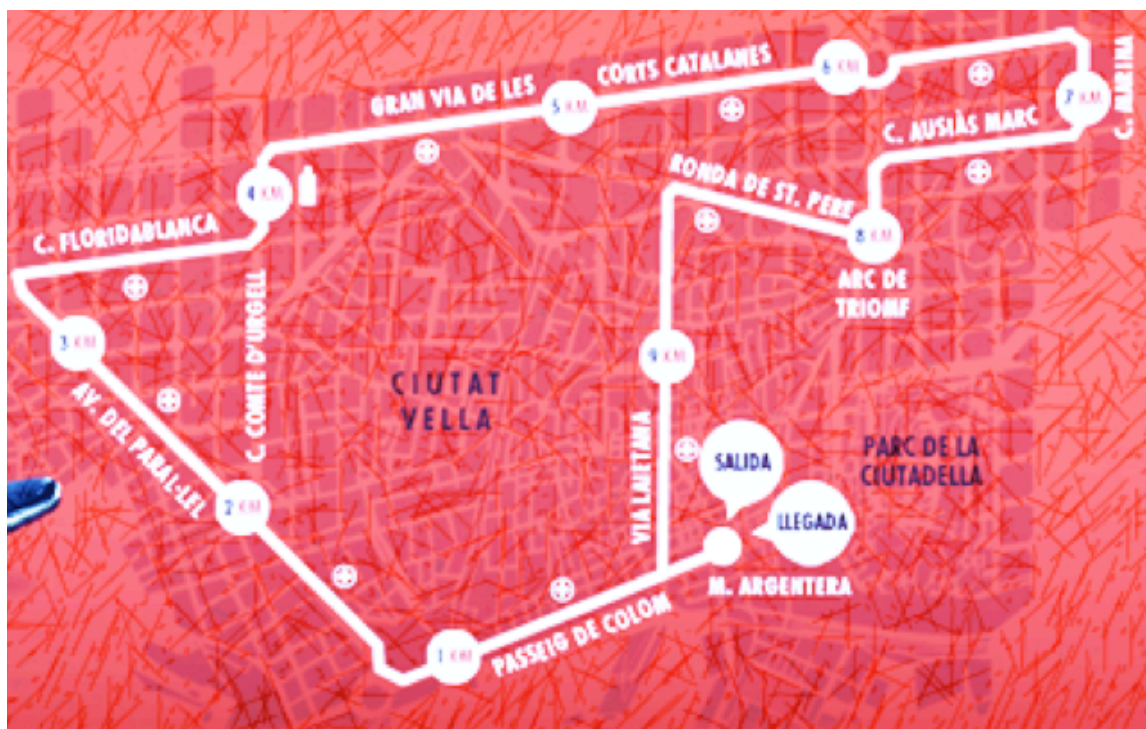 GRAN VIA DE LES
CORTS CATALANES
6 KM
5 KM
7 KM
C. MARINA
C. AUSIÀS MARC
4 KM
RONDA DE ST. PERE
C. FLORIDABLANCA
8 KM
ARC DE
TRIOMF
3 KM
9 KM
C. COMTE D'URGELL
CIUTAT
VELLA
AV. DEL PARAL·LEL
PARC DE LA
CIUTADELLA
SALIDA
VIA LAIETANA
2 KM
LLEGADA
M. ARGENTERA
1 KM
PASSEIG DE COLOM